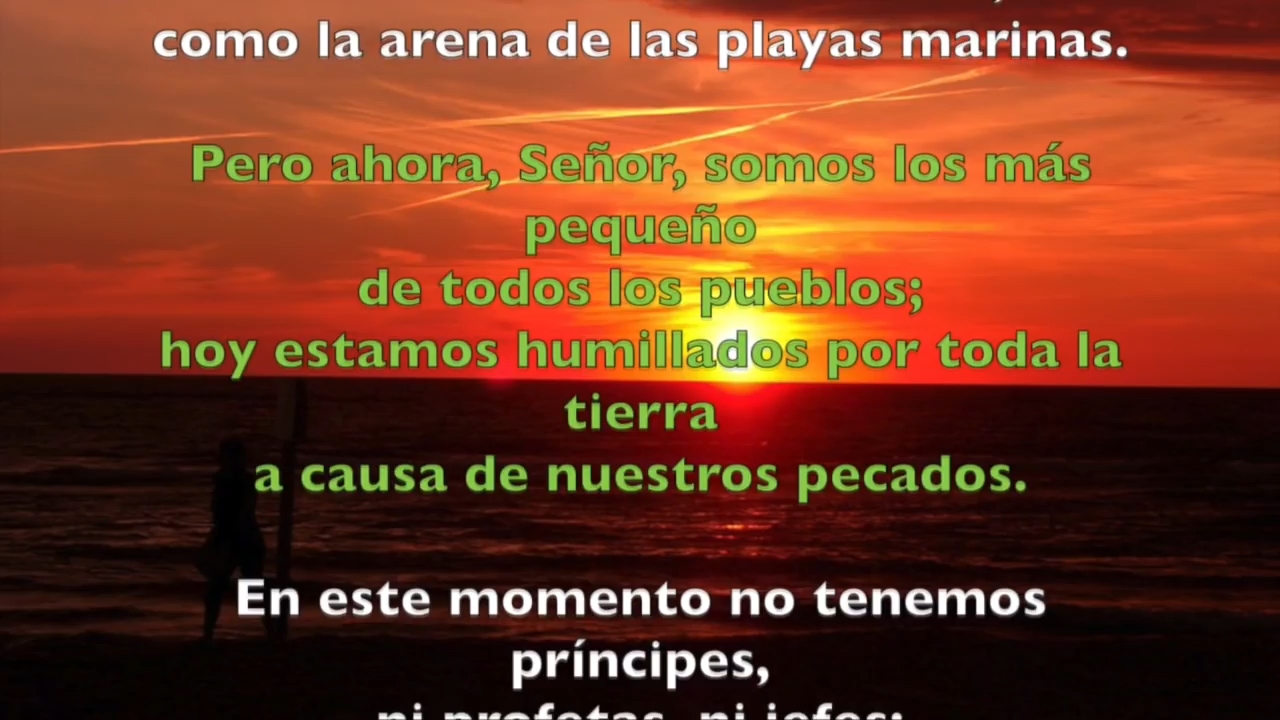 como la arena de las playas marinas.
Pero ahora, Señor, somos los más
pequeño
de todos los pueblos;
hoy estamos humillados por toda la
tierra
a causa de nuestros pecados.
En este momento no tenemos
príncipes,
ni profetas, ni jefes;